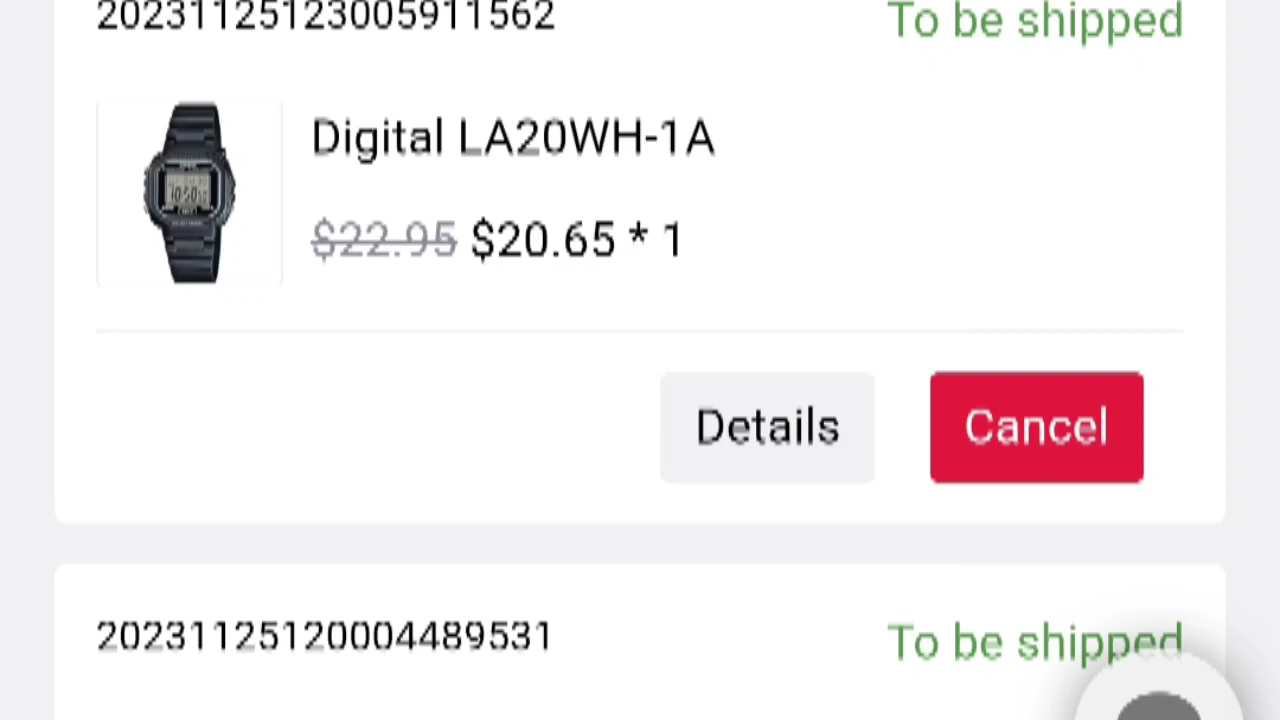 20231125123005911562
To be shipped
Digital LA20WH-1A
$22.95 $20.65 * 1
Details
Cancel
20231125120004489531
To be shipped